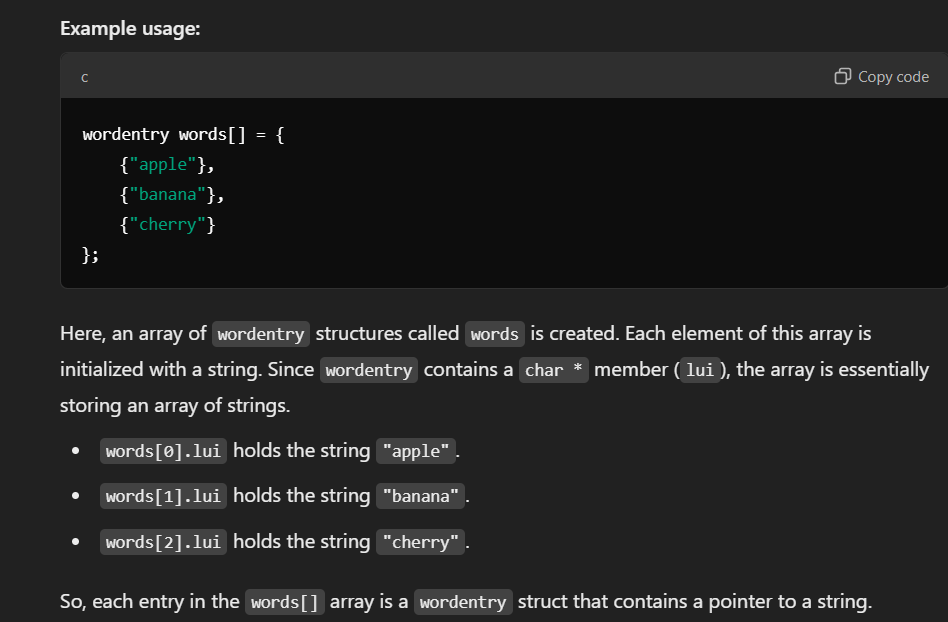 Example usage:
c
Copy code
wordentry words[] = {
    {"apple"},
    {"banana"},
    {"cherry"}
};
Here, an array of wordentry structures called words is created. Each element of this array is
initialized with a string. Since wordentry contains a char * member (lui), the array is essentially
storing an array of strings.
• words[0].lui holds the string "apple".
• words[1].lui holds the string "banana".
• words[2].lui holds the string "cherry".
So, each entry in the words[] array is a wordentry struct that contains a pointer to a string.